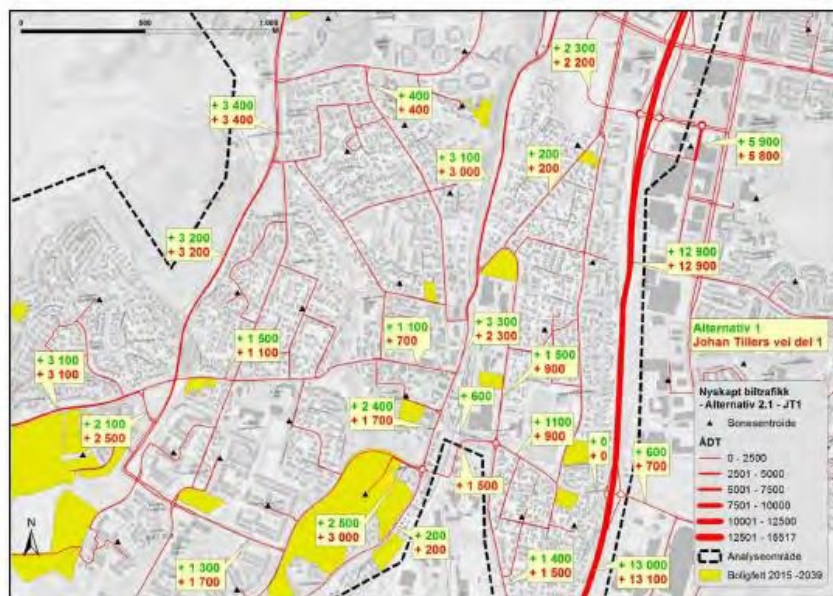 0 500 1 000
M
+ 2 300
+ 2 200
+ 400
+ 400
+ 3 400
+ 3 400
+ 5 900
+ 5 800
+ 3 100
+ 3 000
+ 200
+ 200
+ 3 200
+ 3 200
+ 12 900
+ 12 900
+ 3 300
+ 2 300
+ 1 100
+ 700
+ 1 500
+ 1 100
Alternativ 1
Johan Tillers vei del 1
+ 3 100
+ 3 100
+ 1 500
+ 900
Nyskapt biltrafikk
- Alternativ 2.1 - JT1
Sonesentroide
ÅDT
0 - 2500
2501 - 5000
5001 - 7500
7501 - 10000
10001 - 12500
12501 - 15517
Analyseområde
Boligfelt 2015 -2039
+ 2 400
+ 1 700
+ 600
+ 2 100
+ 2 500
+ 1100
+ 900
+ 0
+ 0
+ 600
+ 700
+ 1 500
N
+ 2 500
+ 3 000
+ 200
+ 200
+ 1 300
+ 1 700
+ 1 400
+ 1 500
+ 13 000
+ 13 100